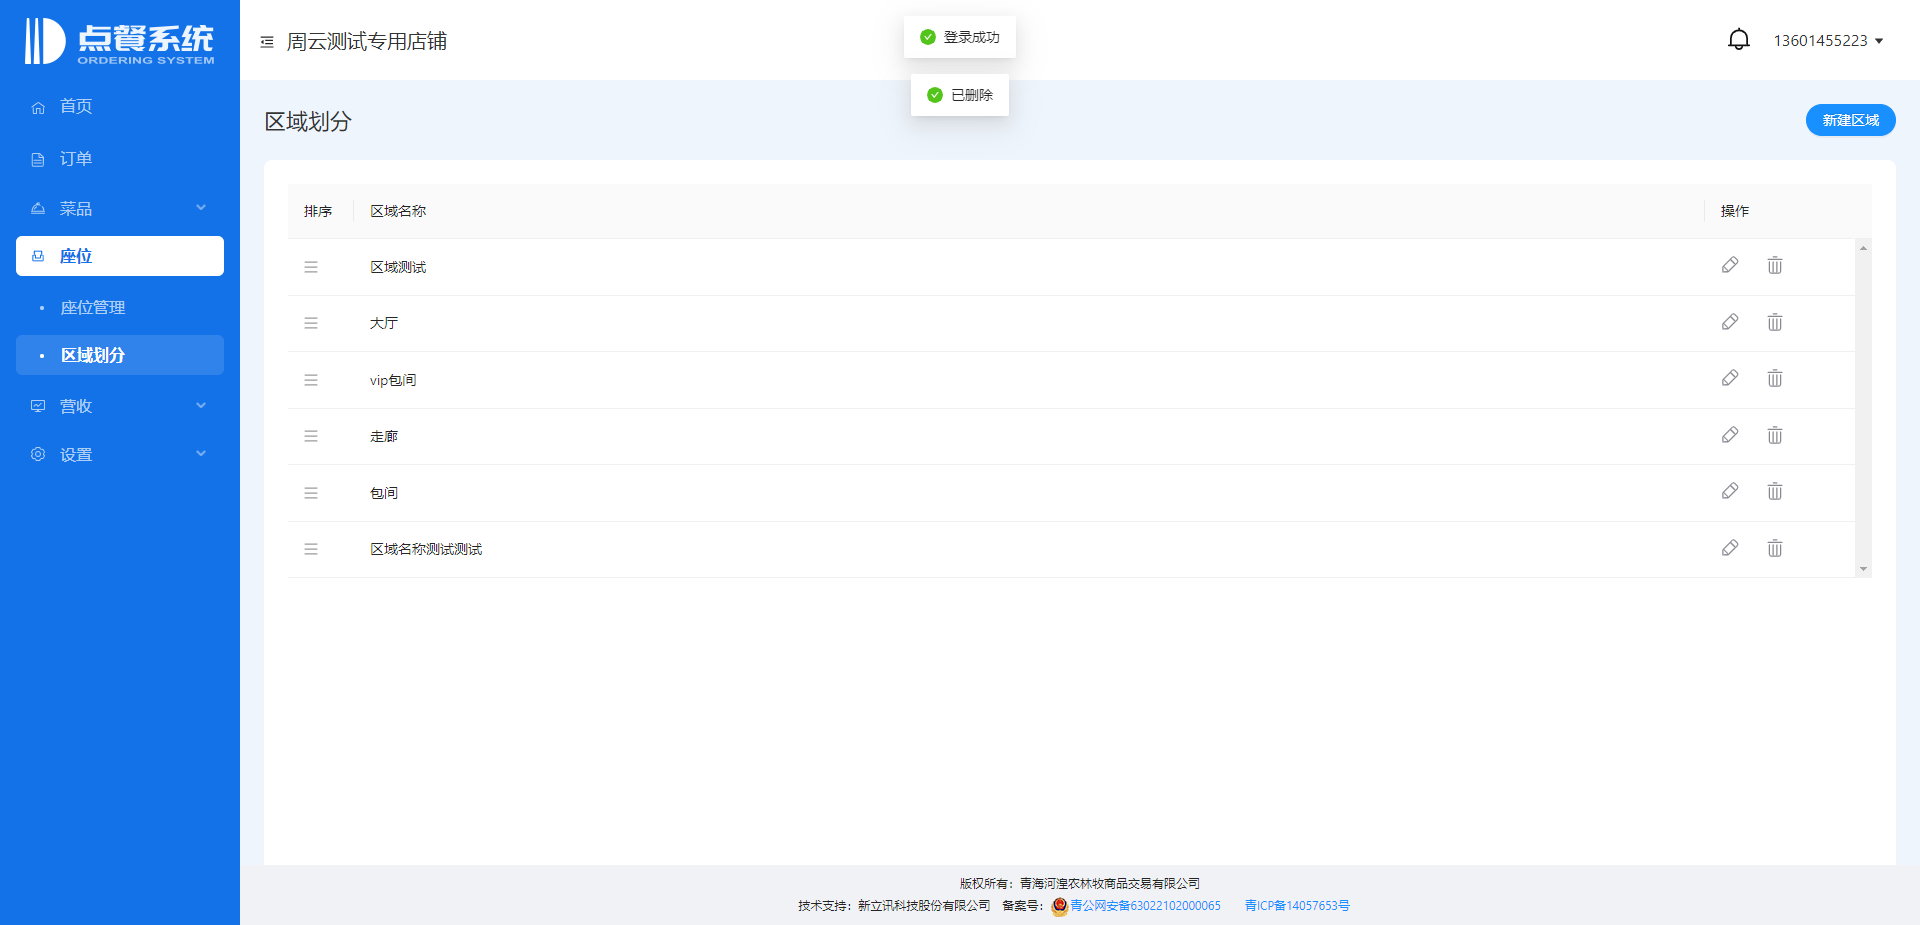 点餐系统
ORDERING SYSTEM
周云测试专用店铺
登录成功
已删除
13601455223
首页
订单
菜品
座位
座位管理
区域划分
营收
设置
区域划分
新建区域
排序 区域名称 操作
区域测试
大厅
vip包间
走廊
包间
区域名称测试测试
版权所有：青海河湟农林牧商品交易有限公司
技术支持：新立讯科技股份有限公司 备案号：青公网安备63022102000065 青ICP备14057653号